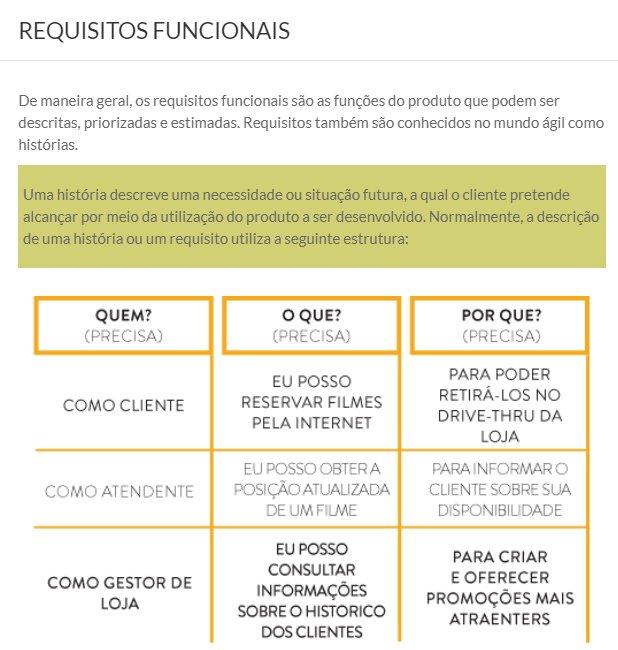 REQUISITOS FUNCIONAIS
De maneira geral, os requisitos funcionais são as funções do produto que podem ser
descritas, priorizadas e estimadas. Requisitos também são conhecidos no mundo ágil como
histórias.
Uma história descreve uma necessidade ou situação futura, a qual o cliente pretende
alcançar por meio da utilização do produto a ser desenvolvido. Normalmente, a descrição
de uma história ou um requisito utiliza a seguinte estrutura:
QUEM?
(PRECISA)
O QUE?
(PRECISA)
POR QUE?
(PRECISA)
COMO CLIENTE
EU POSSO
RESERVAR FILMES
PELA INTERNET
PARA PODER
RETIRÁ-LOS NO
DRIVE-THRU DA
LOJA
COMO ATENDENTE
EU POSSO OBTER A
POSIÇÃO ATUALIZADA
DE UM FILME
PARA INFORMAR O
CLIENTE SOBRE SUA
DISPONIBILIDADE
COMO GESTOR DE
LOJA
EU POSSO
CONSULTAR
INFORMAÇÕES
SOBRE O HISTORICO
DOS CLIENTES
PARA CRIAR
E OFERECER
PROMOÇÕES MAIS
ATRAENTERS